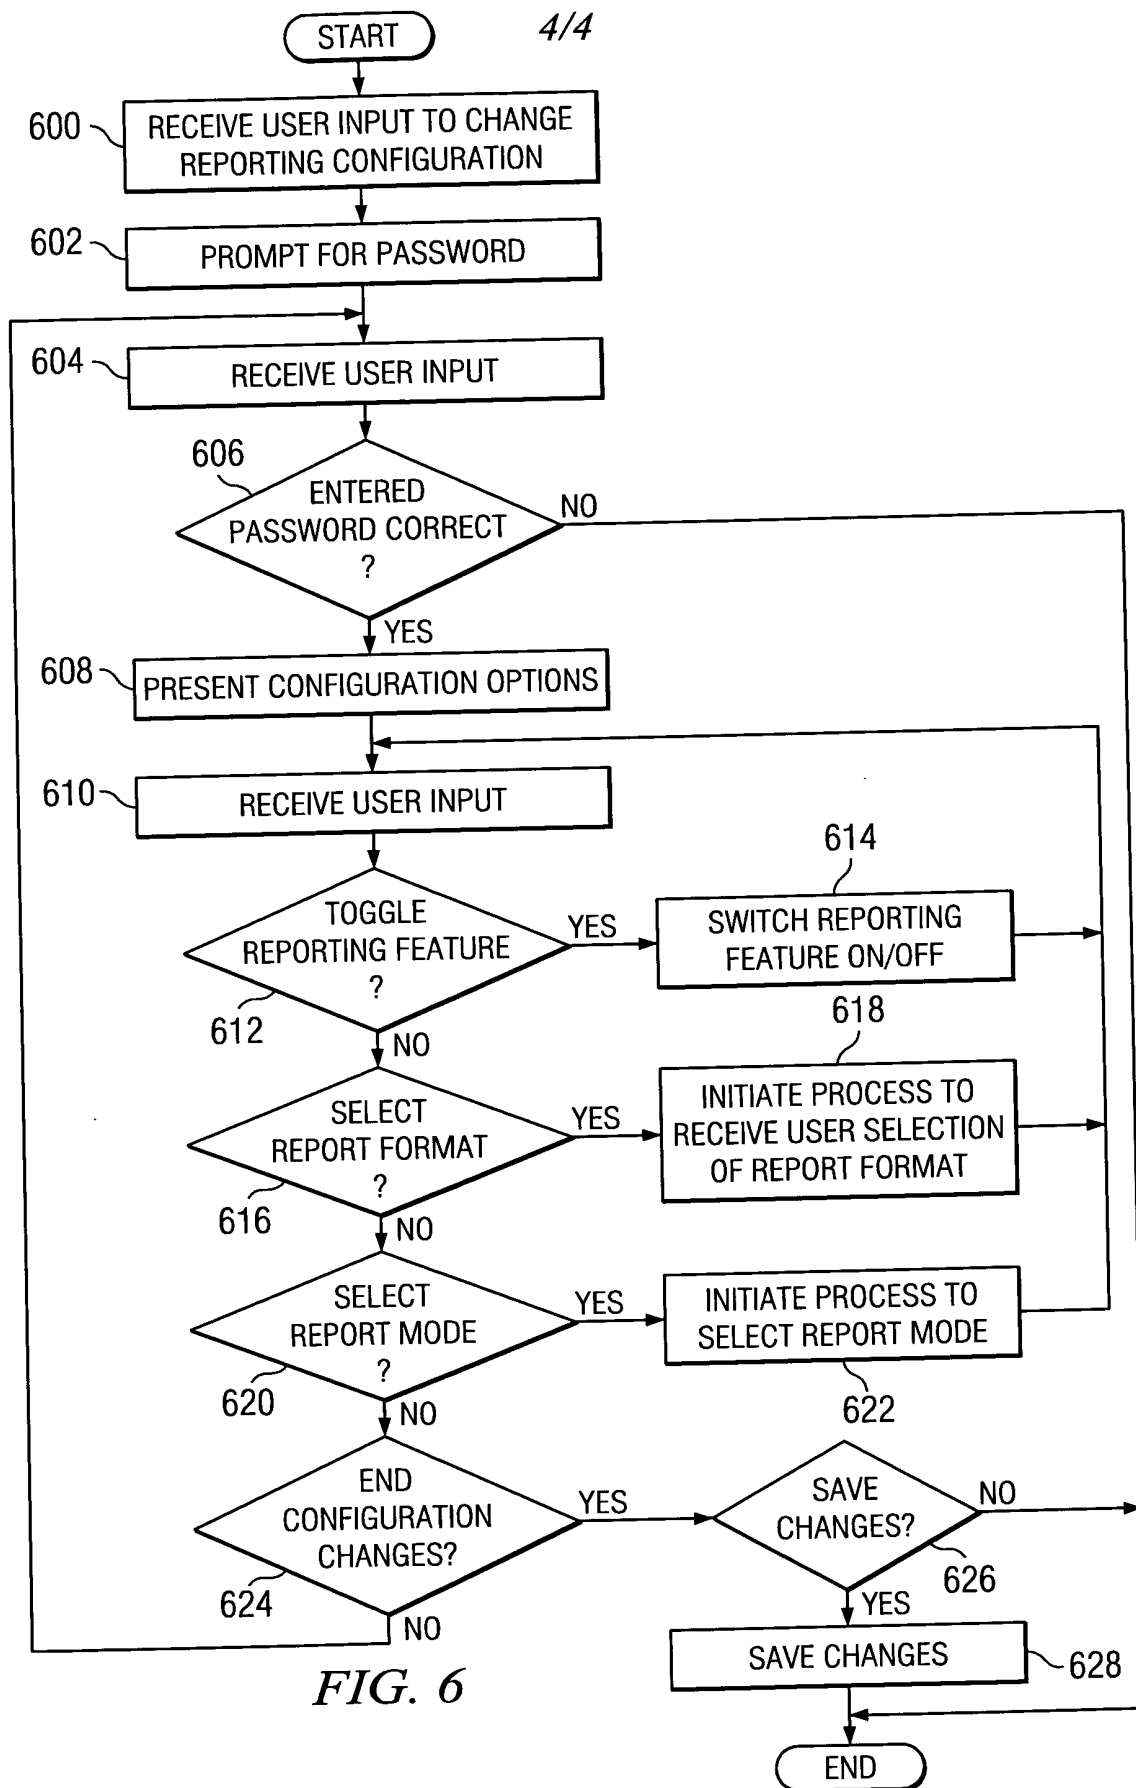 4/4
START
600
RECEIVE USER INPUT TO CHANGE
REPORTING CONFIGURATION
602
PROMPT FOR PASSWORD
604
RECEIVE USER INPUT
606
ENTERED
PASSWORD CORRECT
?
NO
YES
608
PRESENT CONFIGURATION OPTIONS
610
RECEIVE USER INPUT
TOGGLE
REPORTING FEATURE
?
612
YES
614
SWITCH REPORTING
FEATURE ON/OFF
NO
SELECT
REPORT FORMAT
?
616
YES
618
INITIATE PROCESS TO
RECEIVE USER SELECTION
OF REPORT FORMAT
NO
SELECT
REPORT MODE
?
620
YES
INITIATE PROCESS TO
SELECT REPORT MODE
622
NO
END
CONFIGURATION
CHANGES?
624
YES
SAVE
CHANGES?
626
NO
NO
YES
SAVE CHANGES
628
END
FIG. 6